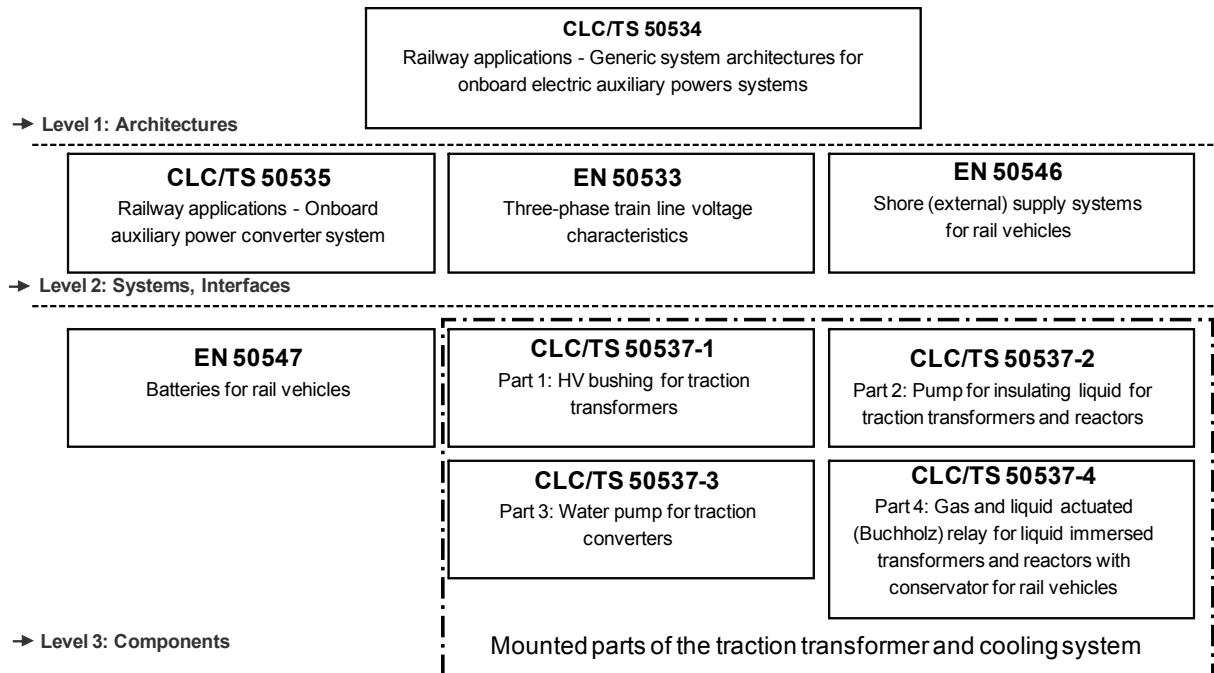 CLC/TS 50534
Railway applications - Generic system architectures for
onboard electric auxiliary powers systems
Level 1: Architectures
CLC/TS 50535
Railway applications - Onboard
auxiliary power converter system
EN 50533
Three-phase train line voltage
characteristics
EN 50546
Shore (external) supply systems
for rail vehicles
Level 2: Systems, Interfaces
EN 50547
Batteries for rail vehicles
CLC/TS 50537-1
Part 1: HV bushing for traction
transformers
CLC/TS 50537-2
Part 2: Pump for insulating liquid for
traction transformers and reactors
CLC/TS 50537-3
Part 3: Water pump for traction
converters
CLC/TS 50537-4
Part 4: Gas and liquid actuated
(Buchholz) relay for liquid immersed
transformers and reactors with
conservator for rail vehicles
Level 3: Components
Mounted parts of the traction transformer and cooling system